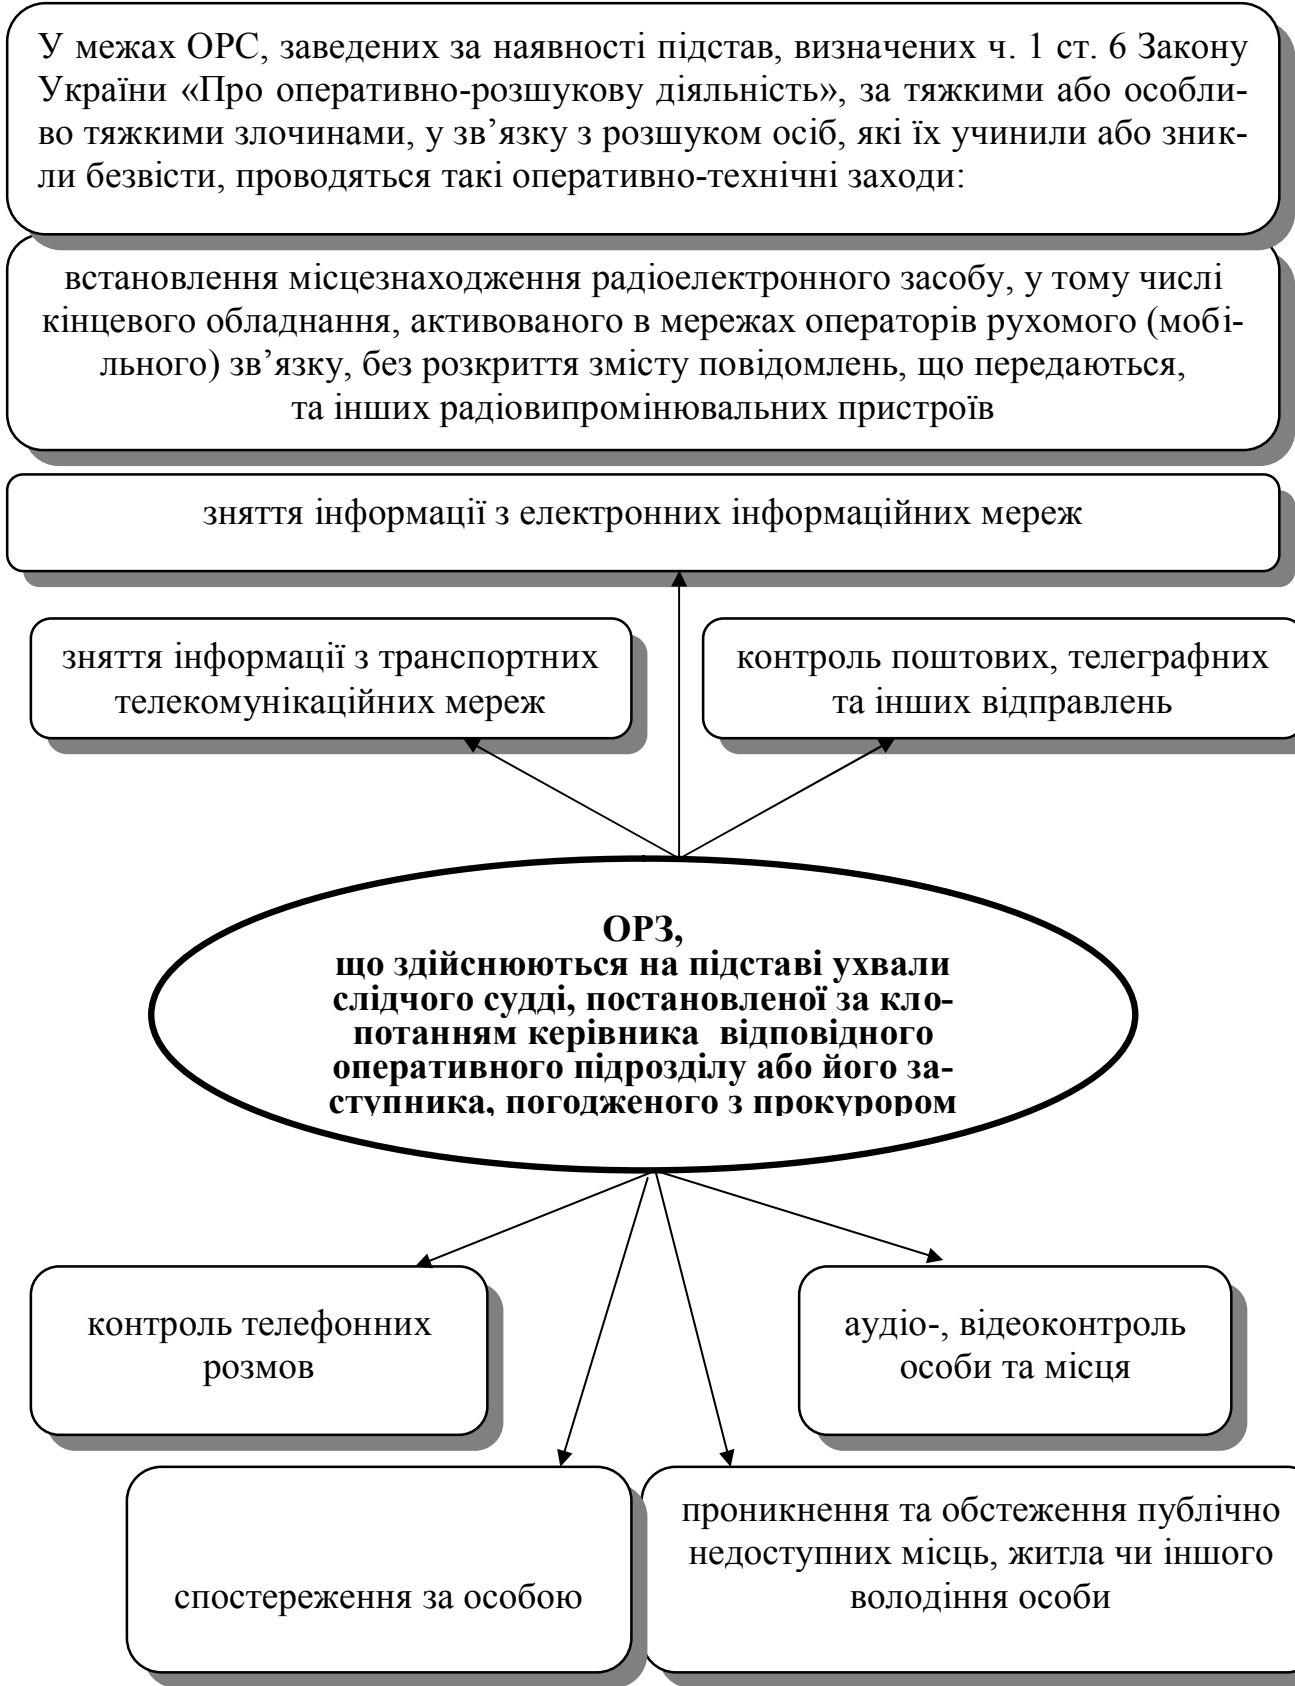 У межах ОРС, заведених за наявності підстав, визначених ч. 1 ст. 6 Закону
України «Про оперативно-розшукову діяльність», за тяжкими або особли-
во тяжкими злочинами, у зв’язку з розшуком осіб, які їх учинили або зник-
ли безвісти, проводяться такі оперативно-технічні заходи:
встановлення місцезнаходження радіоелектронного засобу, у тому числі
кінцевого обладнання, активованого в мережах операторів рухомого (мобі-
льного) зв’язку, без розкриття змісту повідомлень, що передаються,
та інших радіовипромінювальних пристроїв
зняття інформації з електронних інформаційних мереж
зняття інформації з транспортних
телекомунікаційних мереж
контроль поштових, телеграфних
та інших відправлень
ОРЗ,
що здійснюються на підставі ухвали
слідчого судді, постановленої за кло-
потанням керівника відповідного
оперативного підрозділу або його за-
ступника, погодженого з прокурором
контроль телефонних
розмов
аудіо-, відеоконтроль
особи та місця
спостереження за особою
проникнення та обстеження публічно
недоступних місць, житла чи іншого
володіння особи